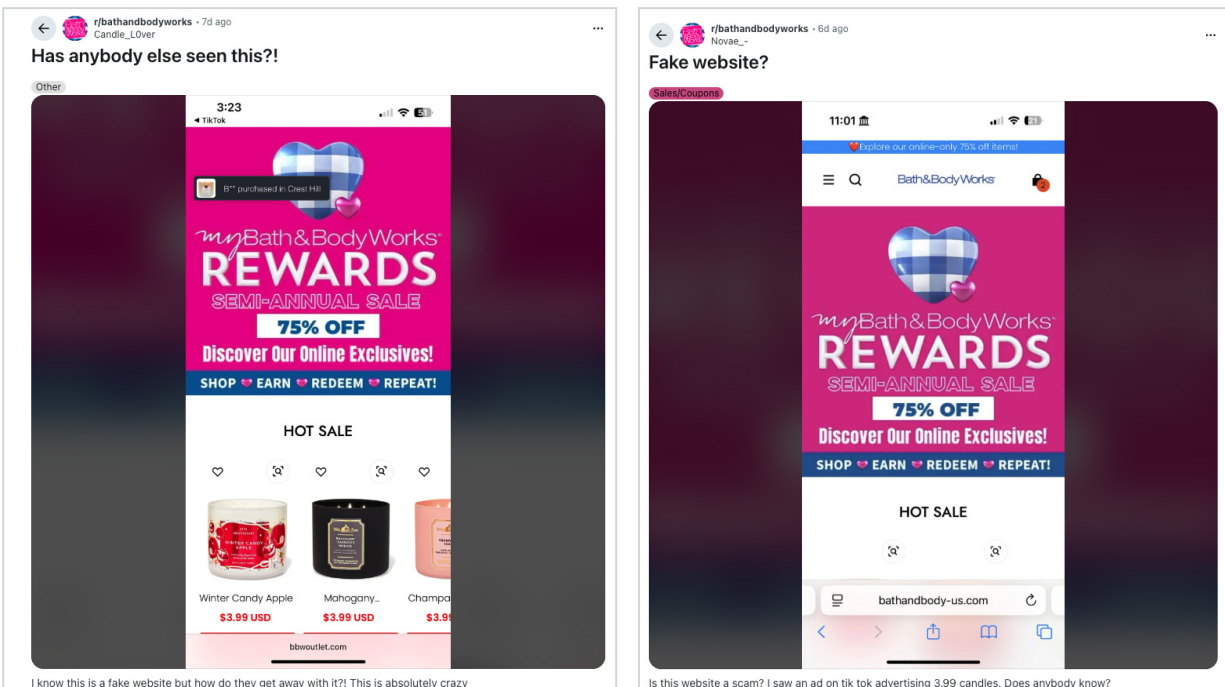 r/bathandbodyworks • 7d ago
Candle_L0ver
Has anybody else seen this?!
Other
3:23
◄ TikTok
B** purchased in Crest Hill
myBath&BodyWorks
REWARDS
SEMI-ANNUAL SALE
75% OFF
Discover Our Online Exclusives!
SHOP EARN REDEEM REPEAT!
HOT SALE
WINTER CANDY
APPLE
Winter Candy Apple
Mahogany...
Champa
$3.99 USD
$3.99 USD
$3.99
bbwoutlet.com
I know this is a fake website but how do they get away with it?! This is absolutely crazy
r/bathandbodyworks • 6d ago
Novae_-
Fake website?
Sales/Coupons
11:01
21
❤️Explore our online-only 75% off items!
Bath&BodyWorks
2
myBath&BodyWorks
REWARDS
SEMI-ANNUAL SALE
75% OFF
Discover Our Online Exclusives!
SHOP EARN REDEEM REPEAT!
HOT SALE
bathandbody-us.com
Is this website a scam? I saw an ad on tik tok advertising 3.99 candles. Does anybody know?